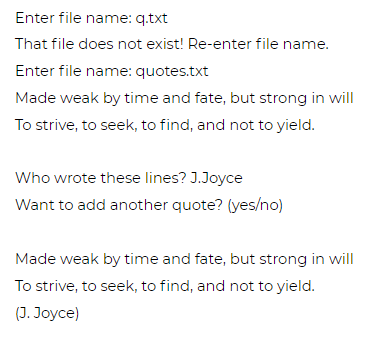 Enter file name: q.txt
That file does not exist! Re-enter file name.
Enter file name: quotes.txt
Made weak by time and fate, but strong in will
To strive, to seek, to find, and not to yield.
Who wrote these lines? J.Joyce
Want to add another quote? (yes/no)
Made weak by time and fate, but strong in will
To strive, to seek, to find, and not to yield.
(J. Joyce)